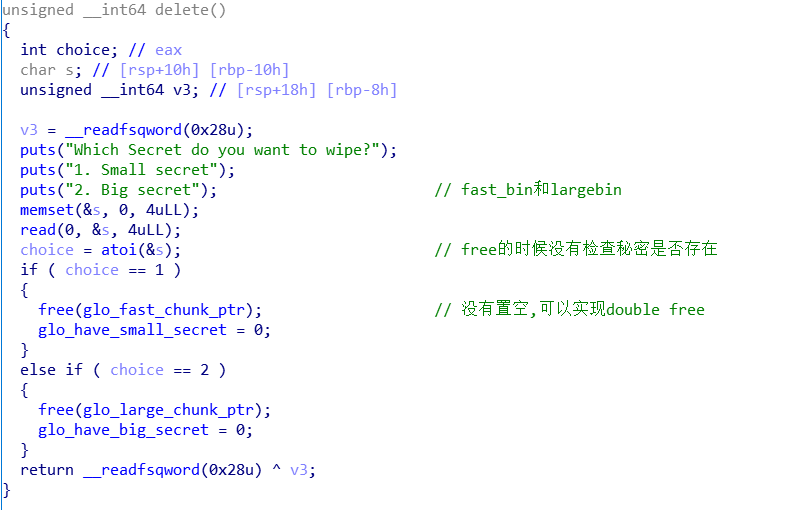 unsigned __int64 delete()
{
  int choice; // eax
  char s; // [rsp+10h] [rbp-10h]
  unsigned __int64 v3; // [rsp+18h] [rbp-8h]

  v3 = __readfsqword(0x28u);
  puts("Which Secret do you want to wipe?");
  puts("1. Small secret");
  puts("2. Big secret");                        // fast_bin和largebin
  memset(&s, 0, 4uLL);
  read(0, &s, 4uLL);
  choice = atoi(&s);                            // free的时候没有检查秘密是否存在
  if ( choice == 1 )
  {
    free(glo_fast_chunk_ptr);                   // 没有置空,可以实现double free
    glo_have_small_secret = 0;
  }
  else if ( choice == 2 )
  {
    free(glo_large_chunk_ptr);
    glo_have_big_secret = 0;
  }
  return __readfsqword(0x28u) ^ v3;
}